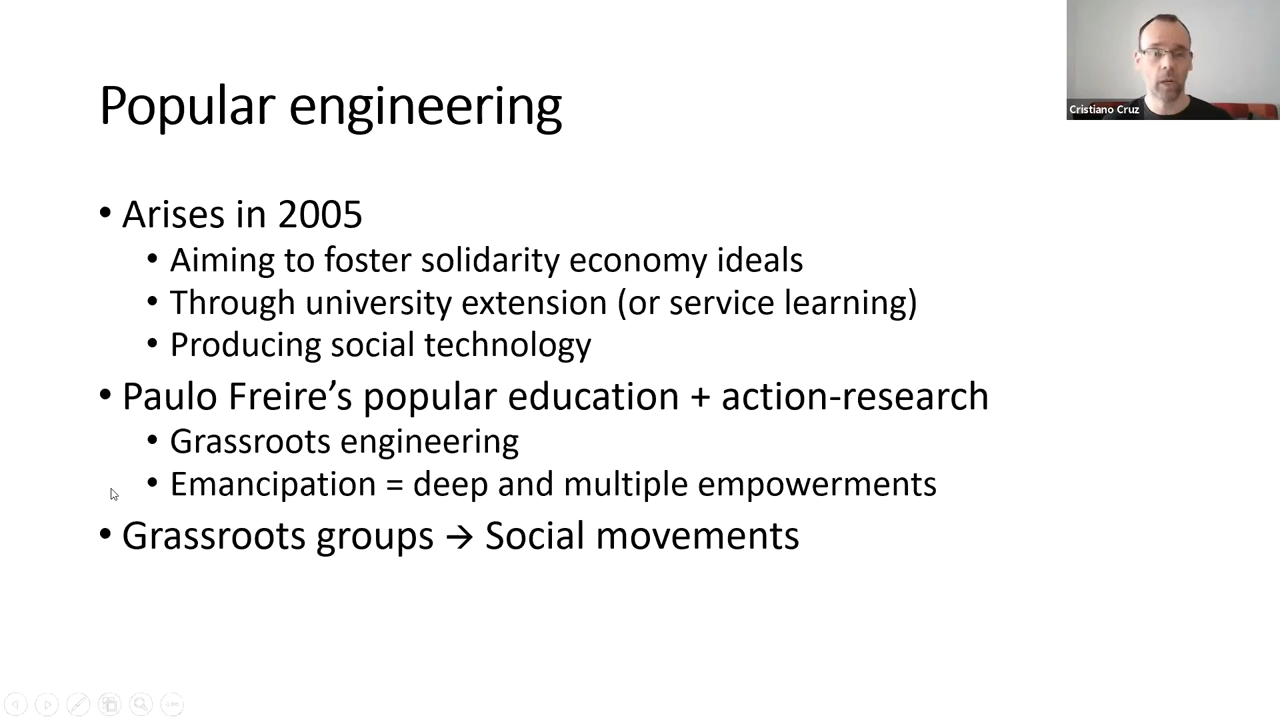 Popular engineering
Cristiano Cruz
• Arises in 2005
• Aiming to foster solidarity economy ideals
• Through university extension (or service learning)
• Producing social technology
• Paulo Freire’s popular education + action-research
• Grassroots engineering
• Emancipation = deep and multiple empowerments
• Grassroots groups → Social movements